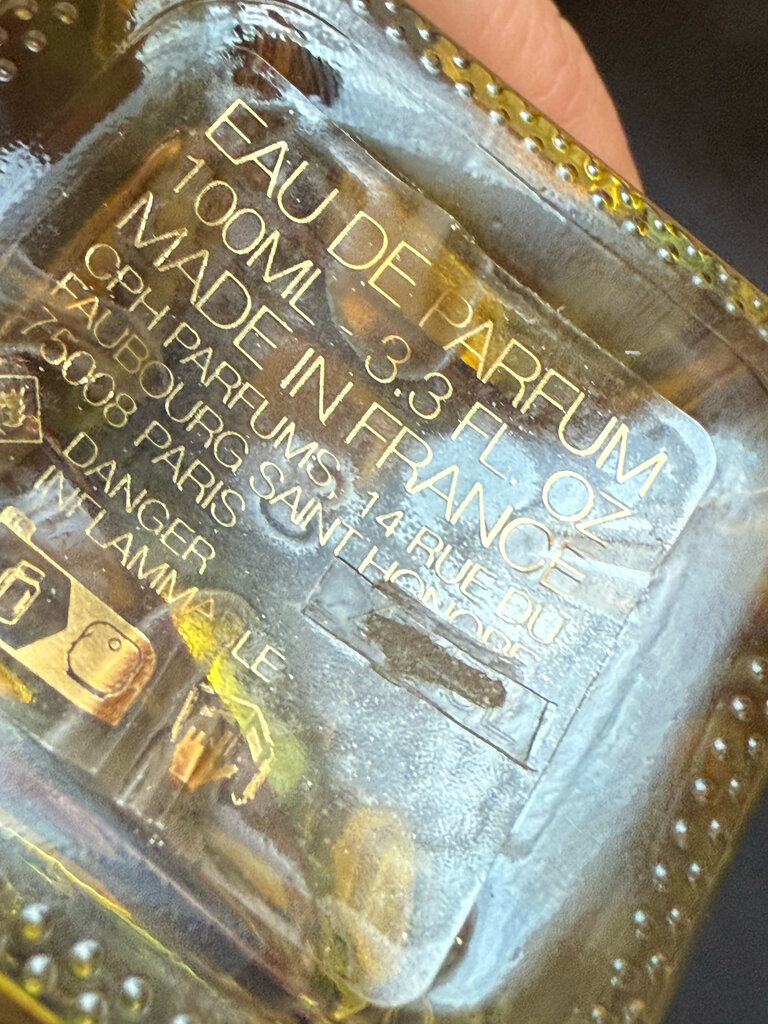 EAU DE PARFUM
100ML - 3.3 FL. OZ
MADE IN FRANCE
CPH PARFUMS, 14 RUE DU
FAUBOURG SAINT HONORE
75008 PARIS
DANGER
INFLAMMABLE